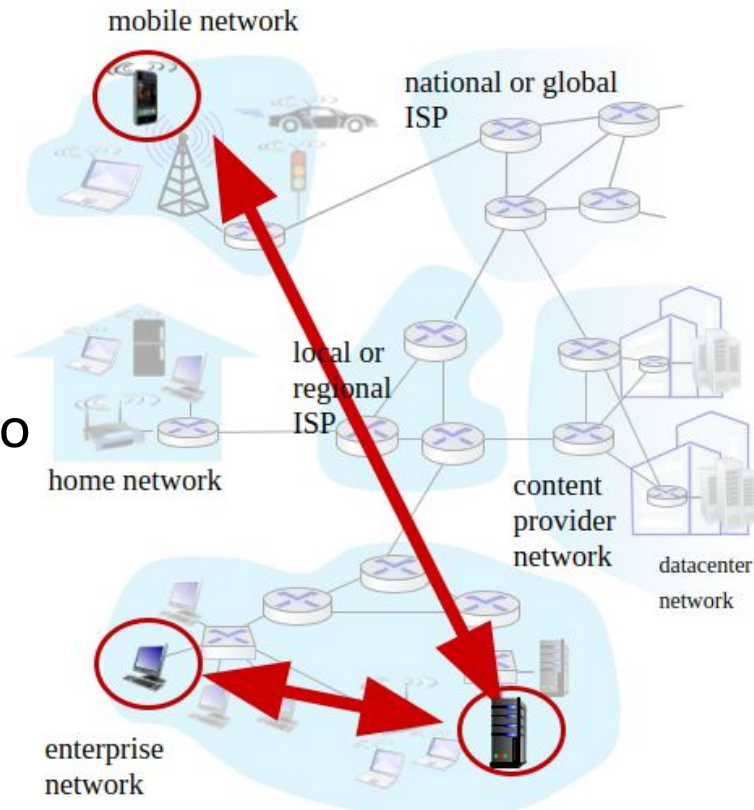 mobile network
national or global
ISP
local or
regional
ISP
o
home network
content
provider
network
datacenter
network
enterprise
network